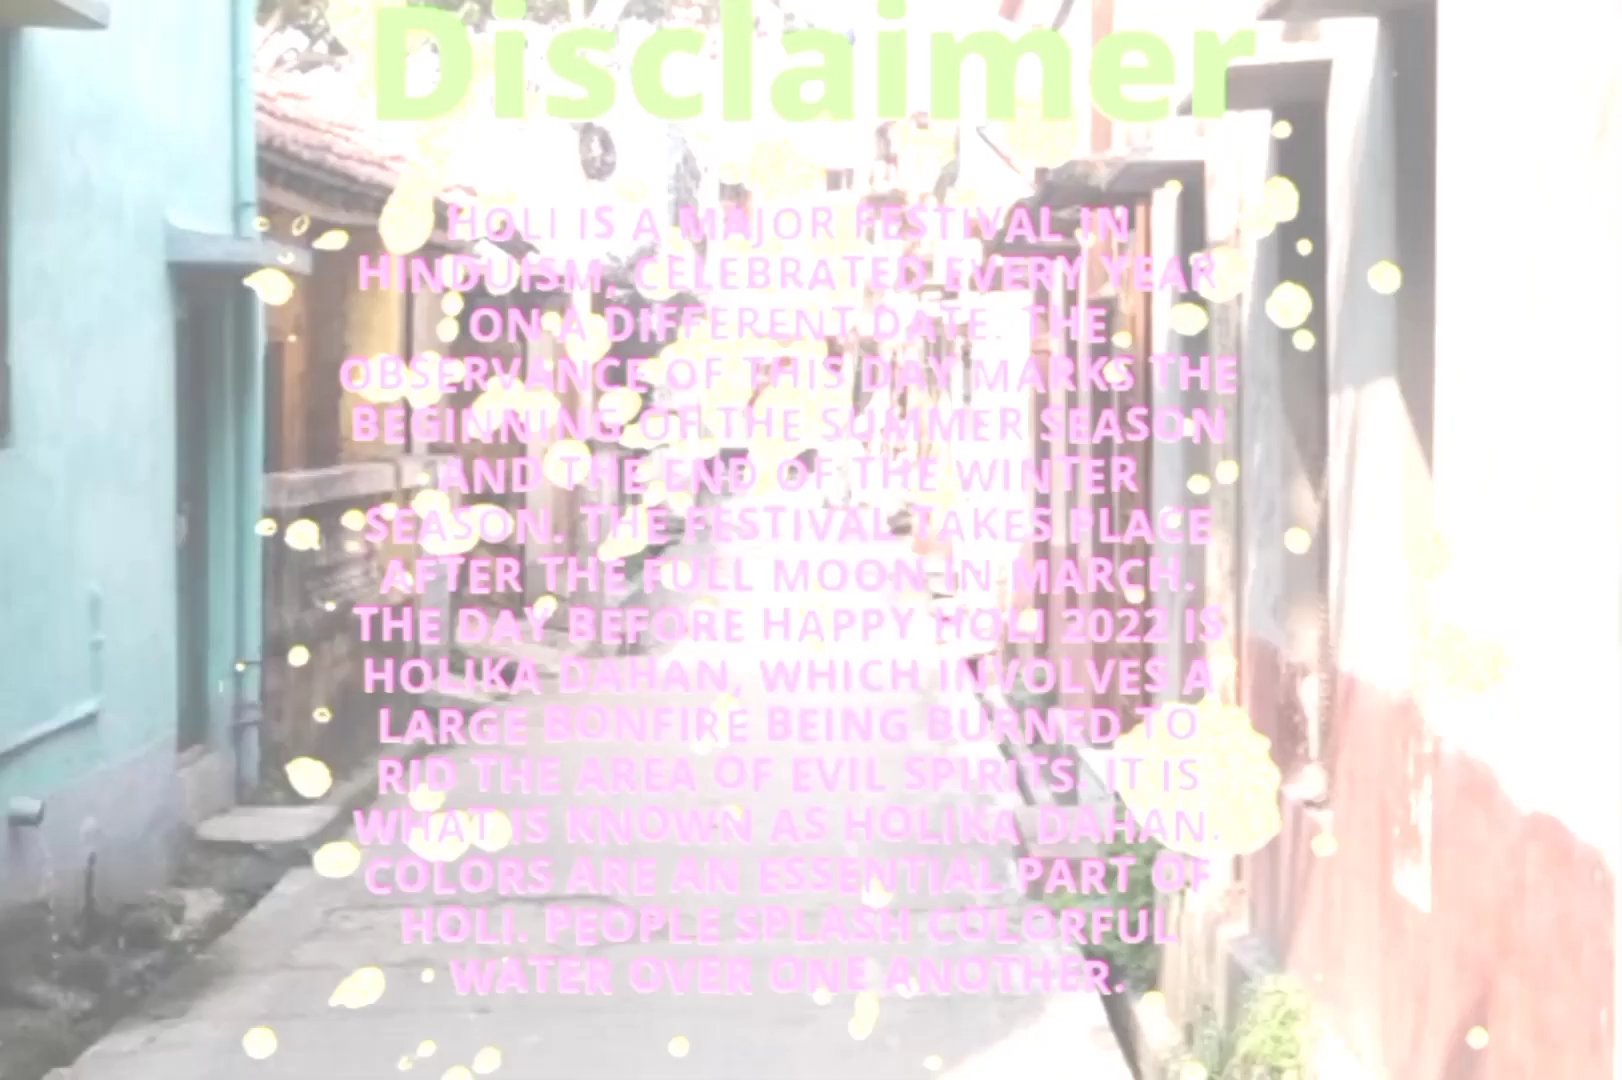 Disclaimer
HOLI IS A MAJOR FESTIVAL IN
HINDUISM, CELEBRATED EVERY YEAR
ON A DIFFERENT DATE. THE
OBSERVANCE OF THIS DAY MARKS THE
BEGINNING OF THE SUMMER SEASON
AND THE END OF THE WINTER
SEASON. THE FESTIVAL TAKES PLACE
AFTER THE FULL MOON IN MARCH.
THE DAY BEFORE HAPPY HOLI 2022 IS
HOLIKA DAHAN, WHICH INVOLVES A
LARGE BONFIRE BEING BURNED TO
RID THE AREA OF EVIL SPIRITS. IT IS
WHAT IS KNOWN AS HOLIKA DAHAN.
COLORS ARE AN ESSENTIAL PART OF
HOLI. PEOPLE SPLASH COLORFUL
WATER OVER ONE ANOTHER.